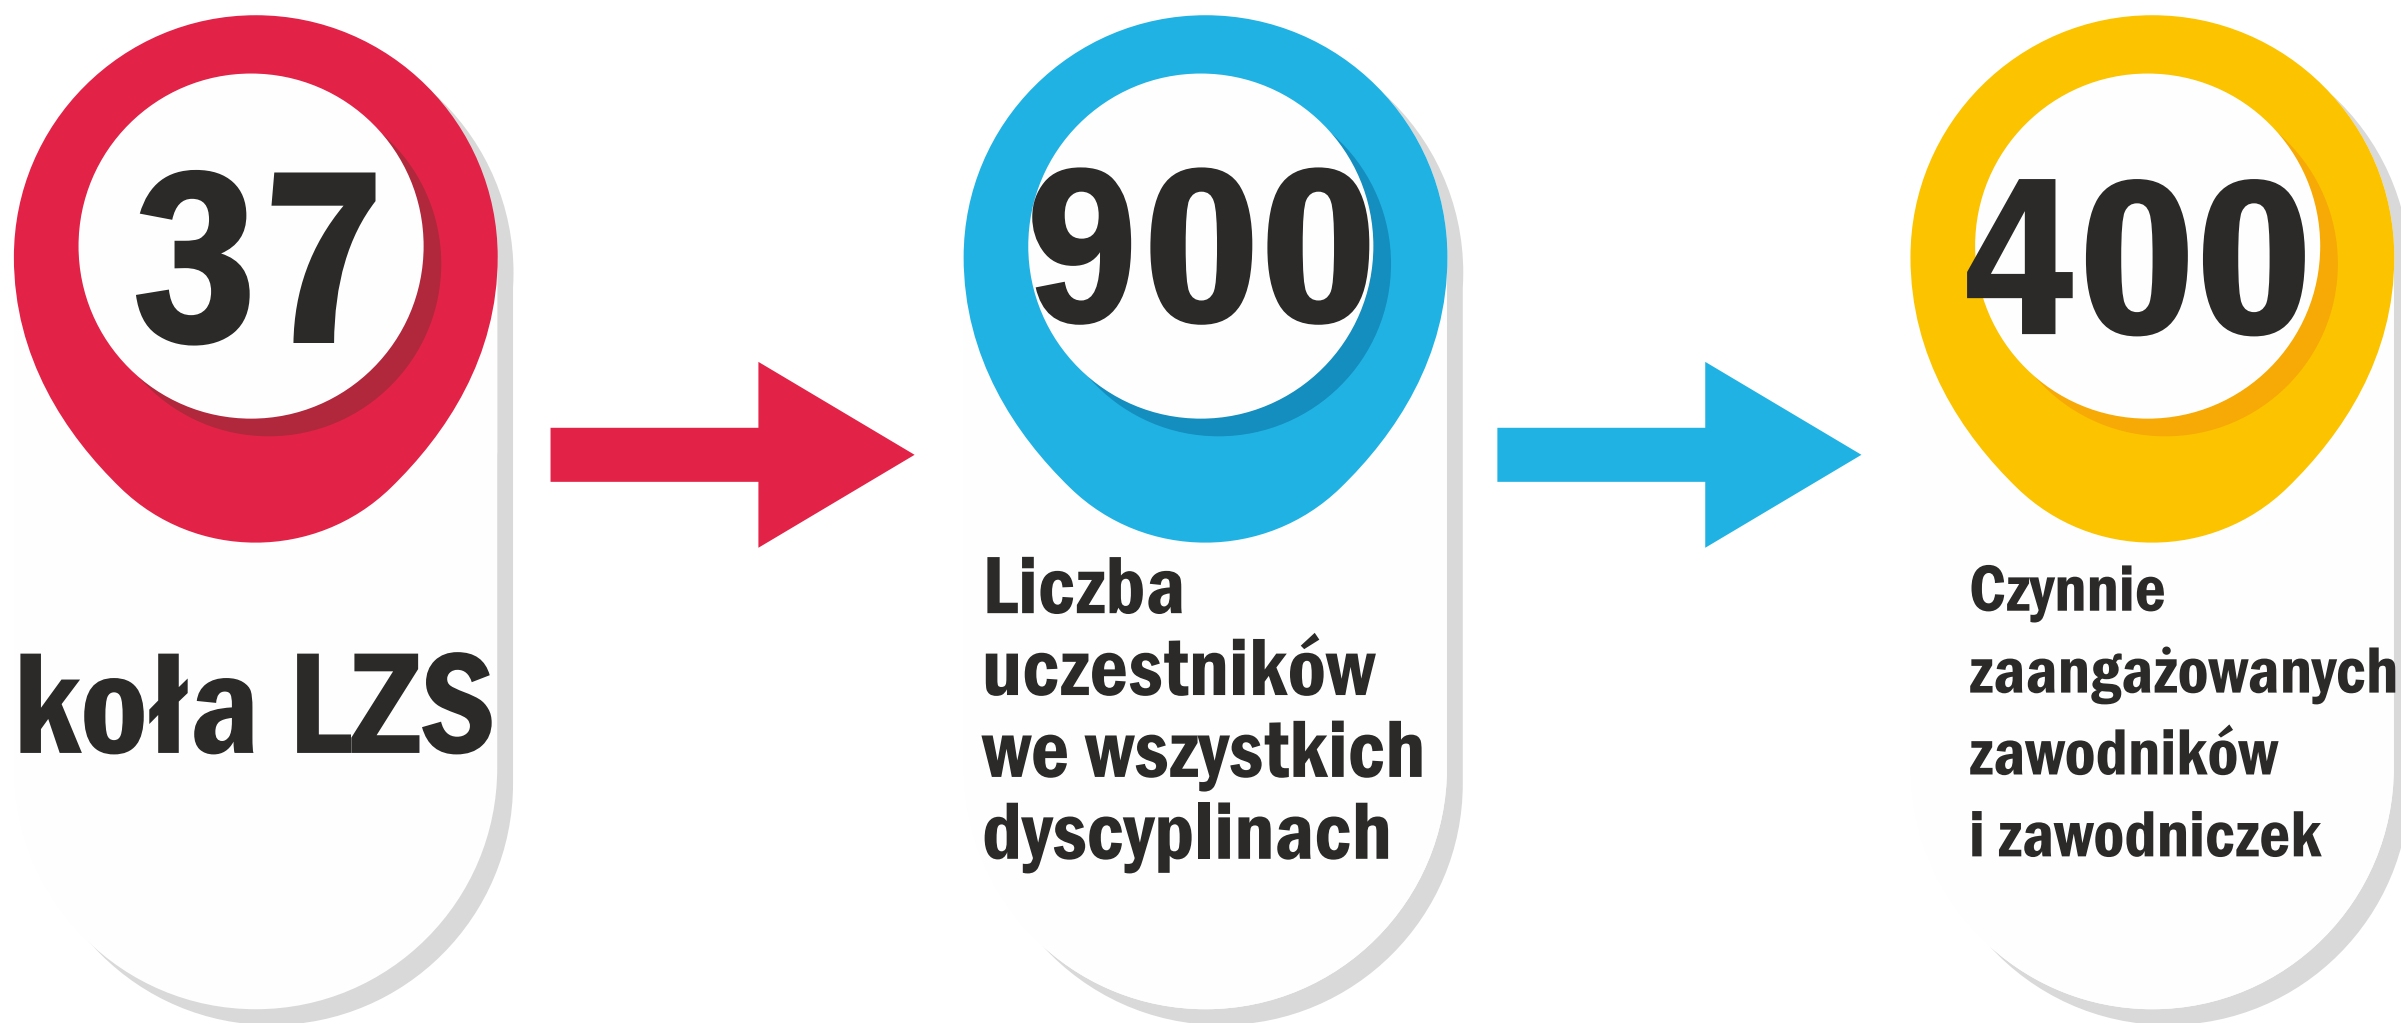 37
koła LZS
900
Liczba
uczestników
we wszystkich
dyscyplinach
400
Czynnie
zaangażowanych
zawodników
i zawodniczek